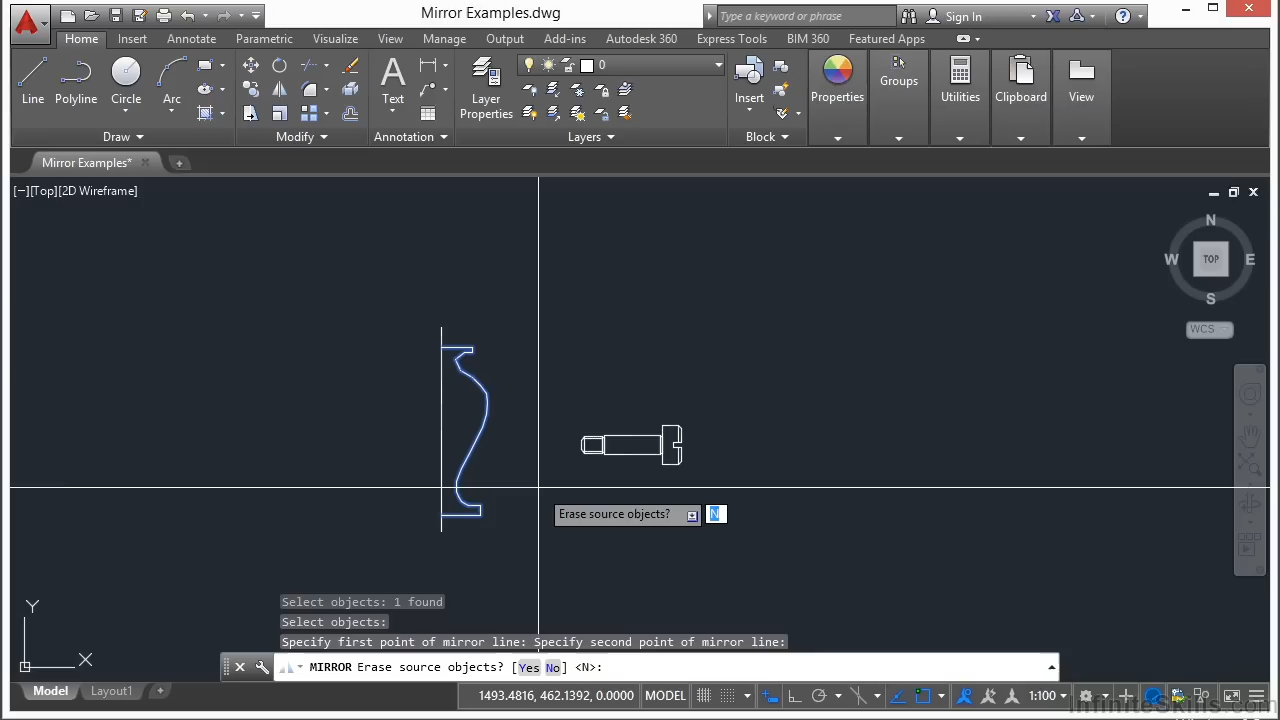 Mirror Examples.dwg
Type a keyword or phrase
Sign In
Home Insert Annotate Parametric Visualize View Manage Output Add-ins Autodesk 360 Express Tools BIM 360 Featured Apps
Line Polyline Circle Arc
Text
Layer
Properties
0
Insert
Properties
Groups
Utilities
Clipboard
View
Draw Modify Annotation Layers Block
Mirror Examples*
[−][Top][2D Wireframe]
N
W TOP E
S
WCS
Erase source objects? N
Y
X
Select objects: 1 found
Select objects:
Specify first point of mirror line: Specify second point of mirror line:
MIRROR Erase source objects? [Yes No] <N>:
Model Layout1
1493.4816, 462.1392, 0.0000 MODEL 1:100
InfiniteSkills.com